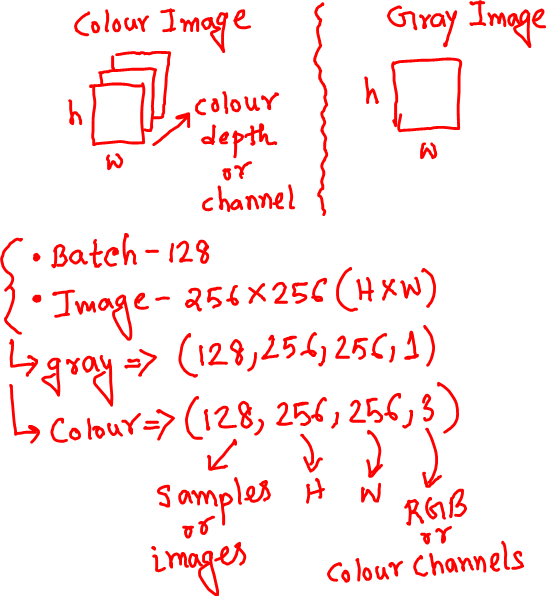 Colour Image
h
w
colour
depth
or
channel
Gray Image
h
w
• Batch - 128
• Image - 256 × 256 (H×W)
gray => (128, 256, 256, 1)
Colour => (128, 256, 256, 3)
Samples
or
images
H
W
RGB
or
Colour Channels